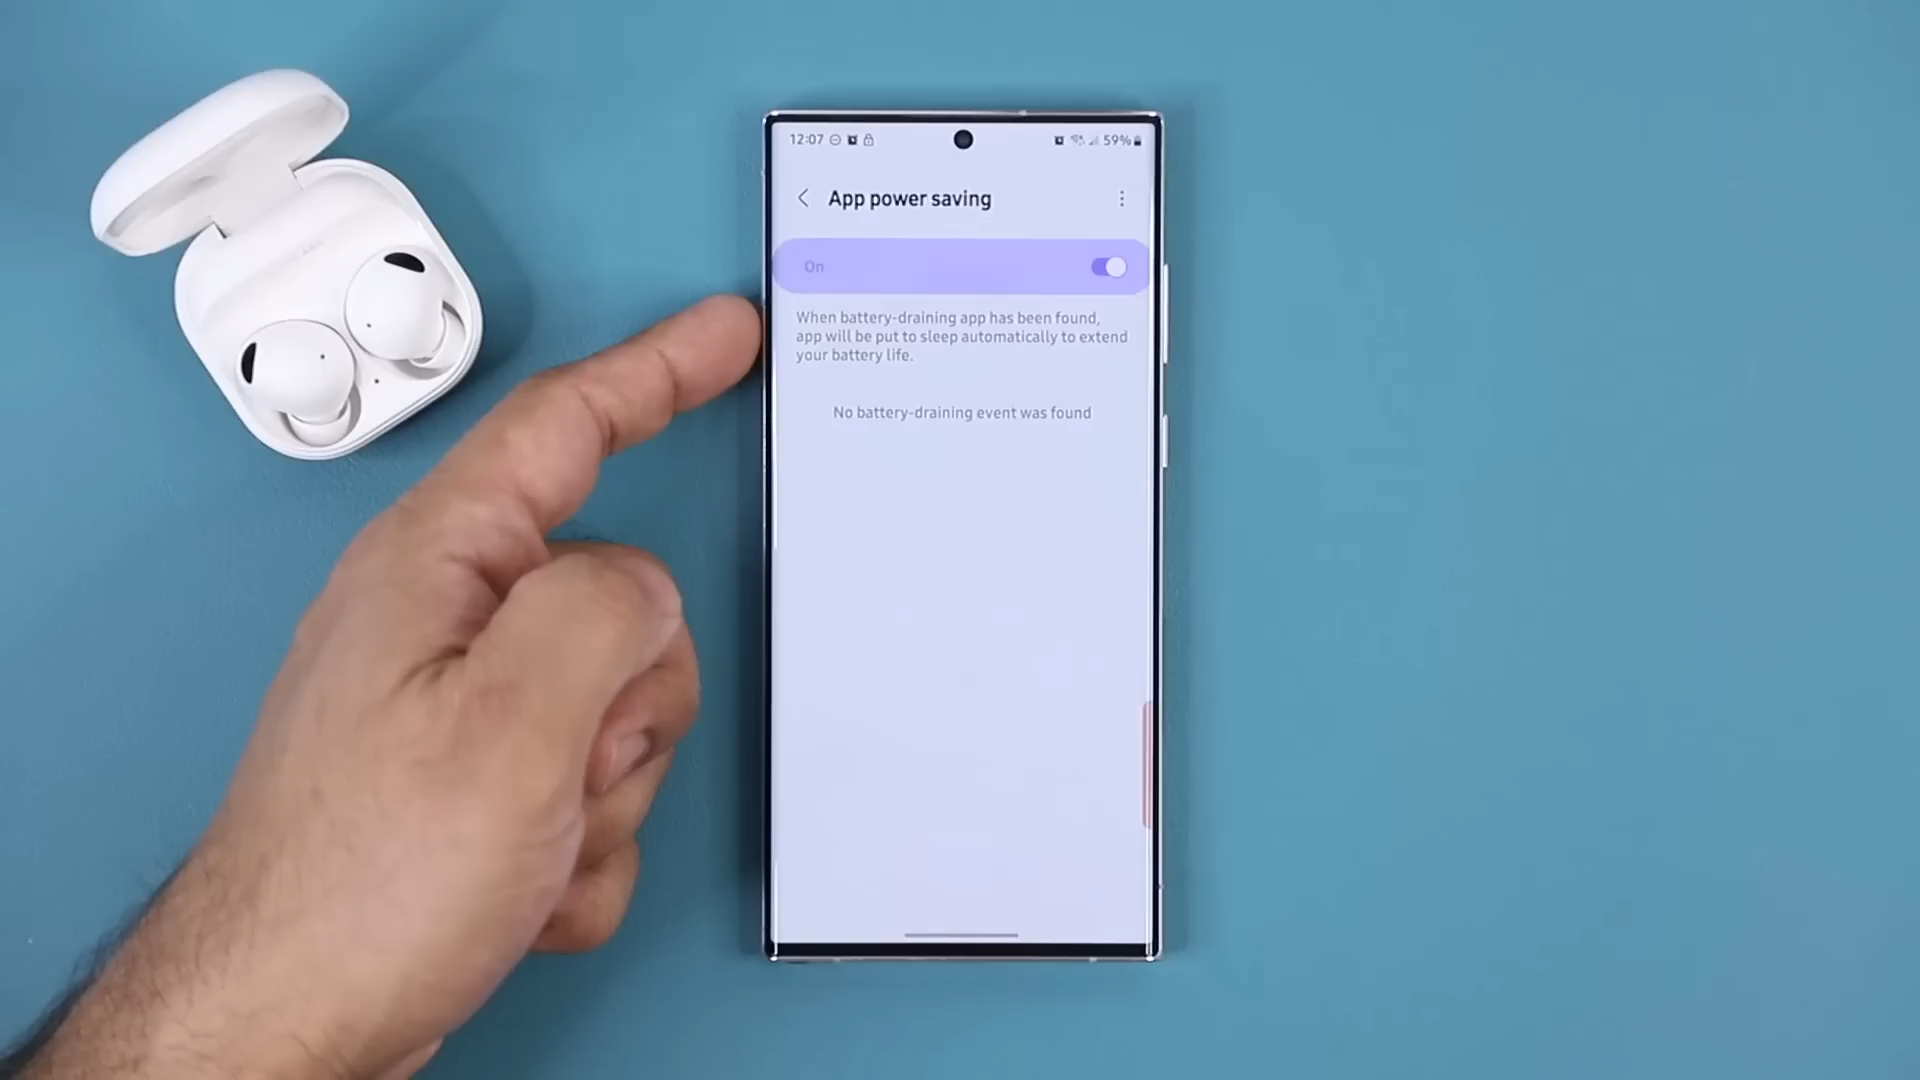 12:07 59%
App power saving
On
When battery-draining app has been found,
app will be put to sleep automatically to extend
your battery life.
No battery-draining event was found